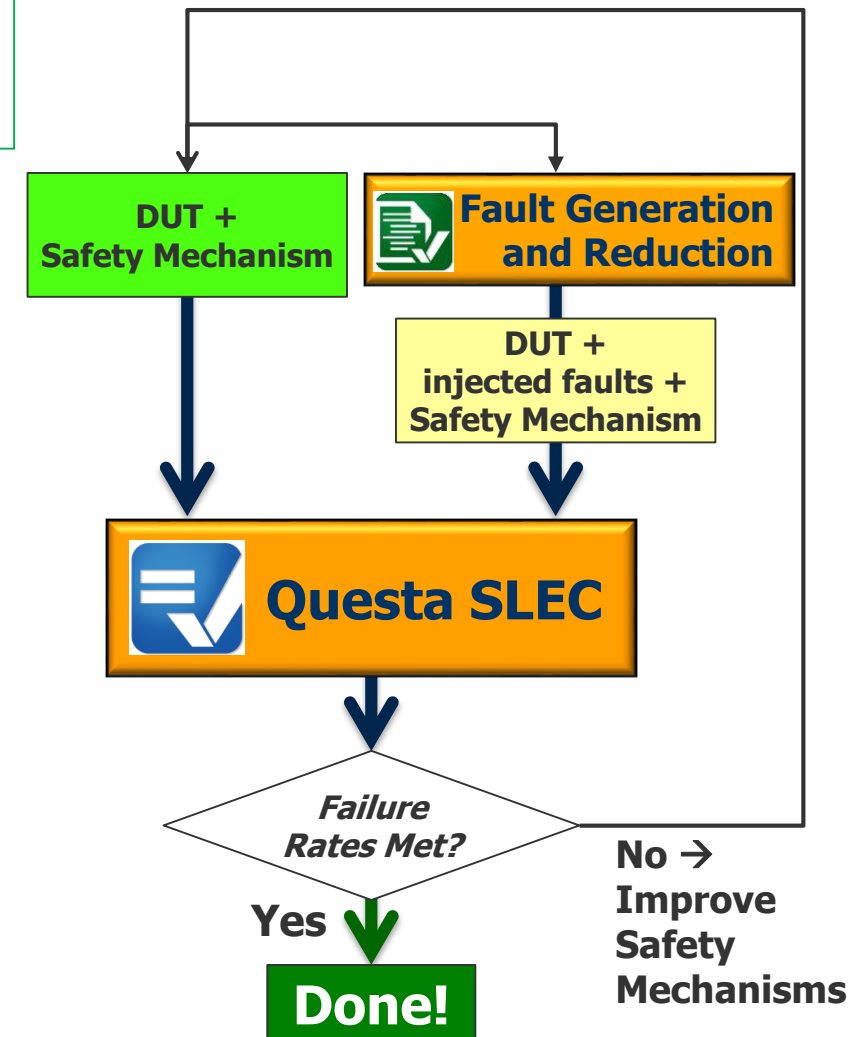 DUT +
Safety Mechanism
Fault Generation
and Reduction
DUT +
injected faults +
Safety Mechanism
Questa SLEC
Failure
Rates Met?
No →
Improve
Safety
Mechanisms
Yes
Done!